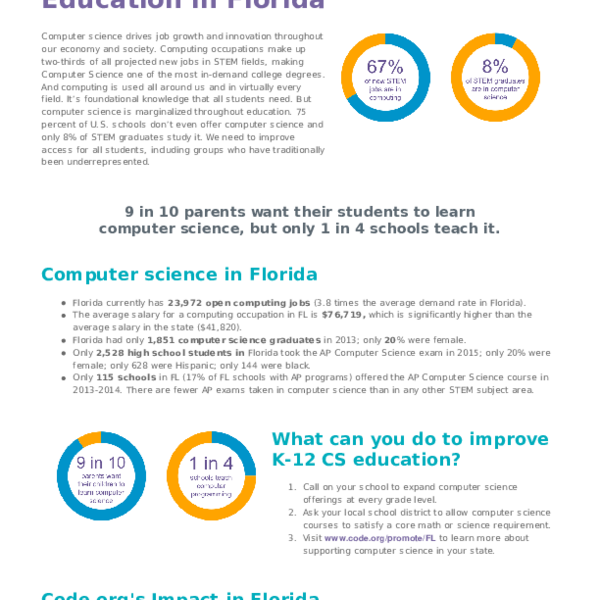 Education in Florida
Computer science drives job growth and innovation throughout
our economy and society. Computing occupations make up
two-thirds of all projected new jobs in STEM fields, making
Computer Science one of the most in-demand college degrees.
And computing is used all around us and in virtually every
field. It's foundational knowledge that all students need. But
computer science is marginalized throughout education. 75
percent of U.S. schools don't even offer computer science and
only 8% of STEM graduates study it. We need to improve
access for all students, including groups who have traditionally
been underrepresented.
67%
of new STEM
jobs are in
computing
8%
of STEM graduates
are in computer
science
9 in 10 parents want their students to learn
computer science, but only 1 in 4 schools teach it.
Computer science in Florida
Florida currently has 23,972 open computing jobs (3.8 times the average demand rate in Florida).
The average salary for a computing occupation in FL is $76,719, which is significantly higher than the
average salary in the state ($41,820).
Florida had only 1,851 computer science graduates in 2013; only 20% were female.
Only 2,528 high school students in Florida took the AP Computer Science exam in 2015; only 20% were
female; only 628 were Hispanic; only 144 were black.
Only 115 schools in FL (17% of FL schools with AP programs) offered the AP Computer Science course in
2013-2014. There are fewer AP exams taken in computer science than in any other STEM subject area.
9 in 10
parents want
their children to
learn computer
science
1 in 4
schools teach
computer
programming
What can you do to improve
K-12 CS education?
1. Call on your school to expand computer science
offerings at every grade level.
2. Ask your local school district to allow computer science
courses to satisfy a core math or science requirement.
3. Visit www.code.org/promote/FL to learn more about
supporting computer science in your state.
Code.org's Impact in Florida